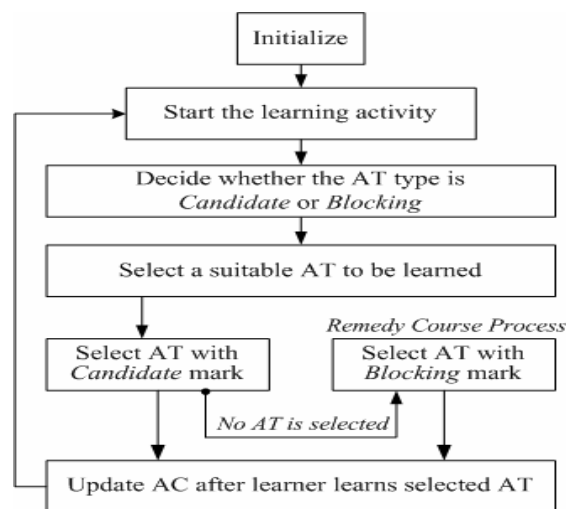 Initialize
Start the learning activity
Decide whether the AT type is
Candidate or Blocking
Select a suitable AT to be learned
Remedy Course Process
Select AT with
Candidate mark
Select AT with
Blocking mark
No AT is selected
Update AC after learner learns selected AT